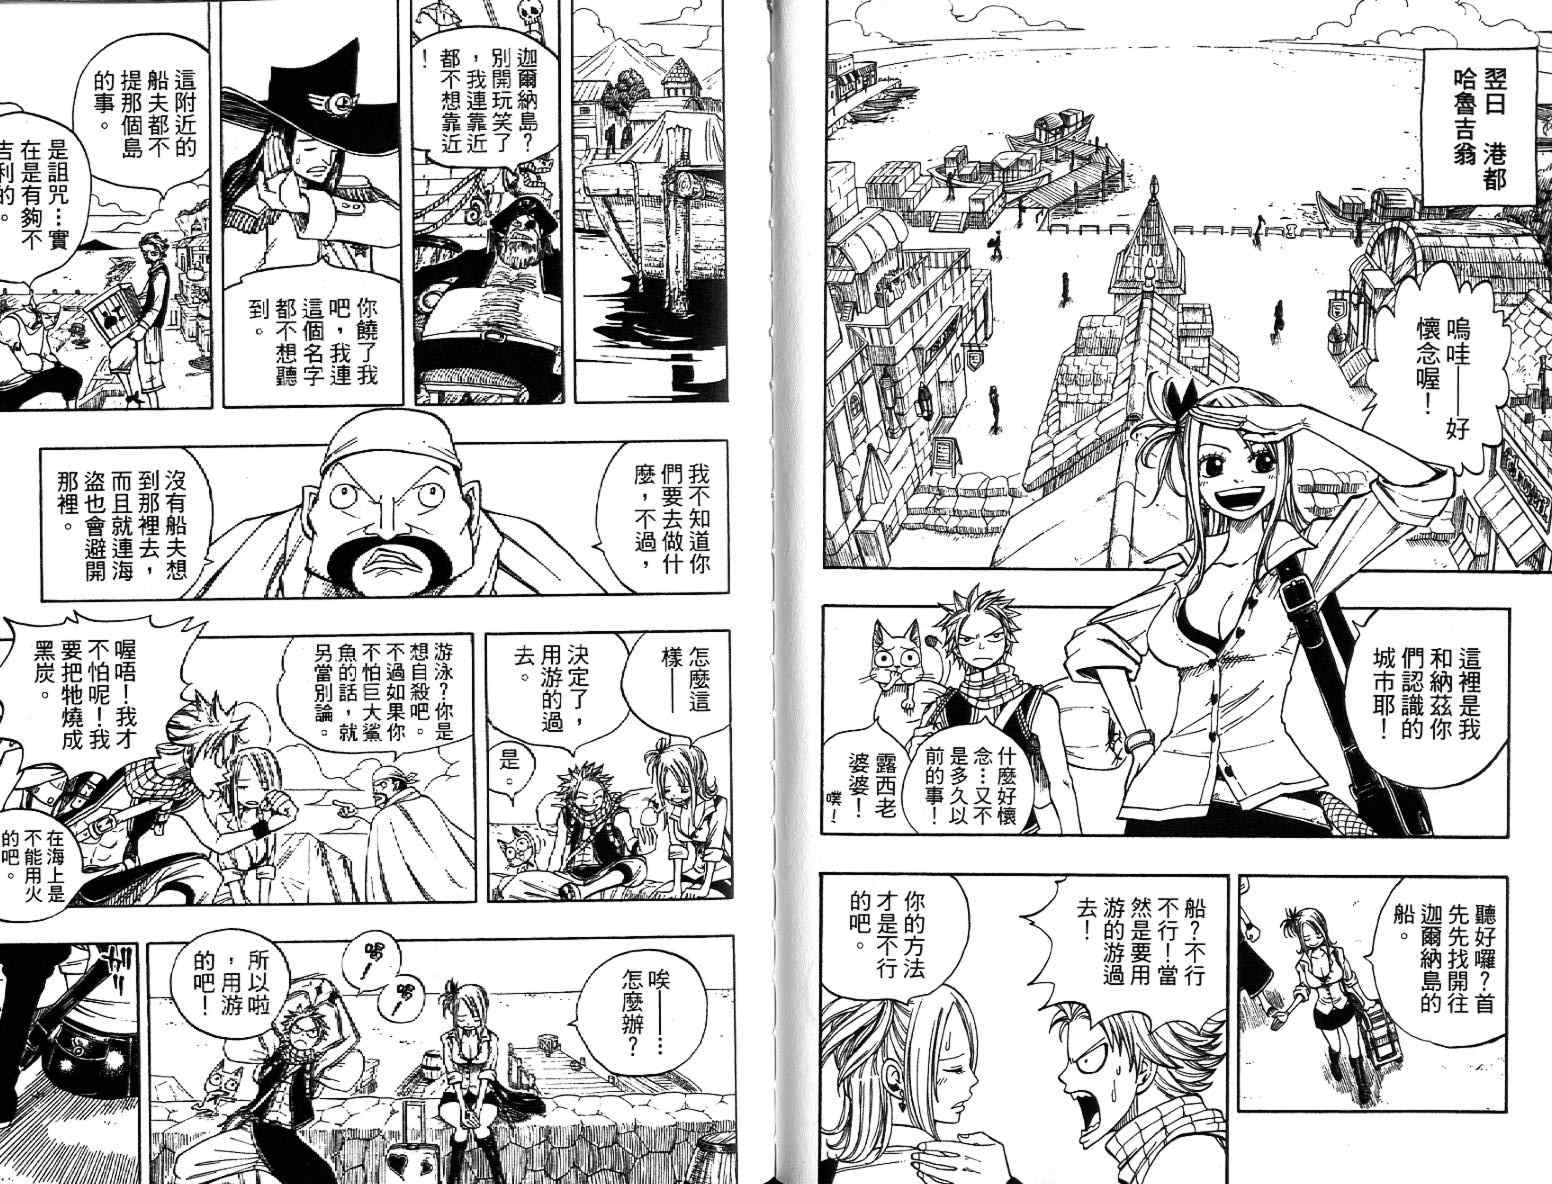 翌日　港都
哈魯吉翁
嗚哇——好
懷念喔！
這裡是我
和納茲你
們認識的
城市耶！
什麼好懷
念…又不
是多久以
前的事！
露西老
婆婆！
噗！
聽好囉？首
先先找開往
迦爾納島的
船。
船？不行
不行！當
然是要用
游的游過
去！
你的方法
才是不行
的吧。
迦爾納島？
別開玩笑了
，我連靠近
都不想靠近
！
你饒了我
吧，我連
這個名字
都不想聽
到。
這附近的
船夫都不
提那個島
的事。
是詛咒…實
在是有夠不
吉利的。
我不知道你
們要去做什
麼，不過，
沒有船夫想
到那裡去，
而且就連海
盜也會避開
那裡。
怎麼這
樣——
決定了，
用游的過
去。
是。
游泳？你是
想自殺吧。
不過如果你
不怕巨大鯊
魚的話，就
另當別論。
喔唔！我才
不怕呢！我
要把牠燒成
黑炭。
在海上是
不能用火
的吧。
唉——…
怎麼辦？
喝！
喝！
所以啦
，用游
的吧！
ガッ